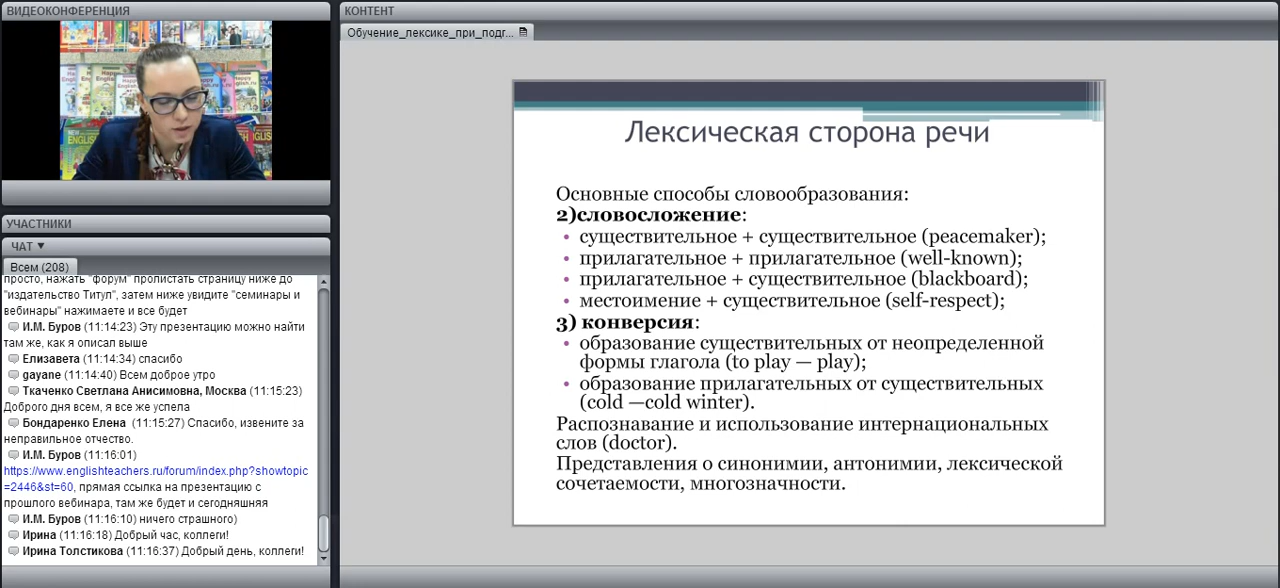 ВИДЕОКОНФЕРЕНЦИЯ
УЧАСТНИКИ
ЧАТ ▼
Всем (208)
просто, нажать "форум" пролистать страницу ниже до
"издательство Титул", затем ниже увидите "семинары и
вебинары" нажимаете и все будет
И.М. Буров (11:14:23) Эту презентацию можно найти
там же, как я описал выше
Елизавета (11:14:34) спасибо
gayane (11:14:40) Всем доброе утро
Ткаченко Светлана Анисимовна, Москва (11:15:23)
Доброго дня всем, я все же успела
Бондаренко Елена (11:15:27) Спасибо, извените за
неправильное отчество.
И.М. Буров (11:16:01)
https://www.englishteachers.ru/forum/index.php?showtopic
=2446&st=60, прямая ссылка на презентацию с
прошлого вебинара, там же будет и сегодняшняя
И.М. Буров (11:16:10) ничего страшного)
Ирина (11:16:18) Добрый час, коллеги!
Ирина Толстикова (11:16:37) Добрый день, коллеги!
КОНТЕНТ
Обучение_лексике_при_подг...
Лексическая сторона речи
Основные способы словообразования:
2)словосложение:
• существительное + существительное (peacemaker);
• прилагательное + прилагательное (well-known);
• прилагательное + существительное (blackboard);
• местоимение + существительное (self-respect);
3) конверсия:
• образование существительных от неопределенной
формы глагола (to play — play);
• образование прилагательных от существительных
(cold —cold winter).
Распознавание и использование интернациональных
слов (doctor).
Представления о синонимии, антонимии, лексической
сочетаемости, многозначности.